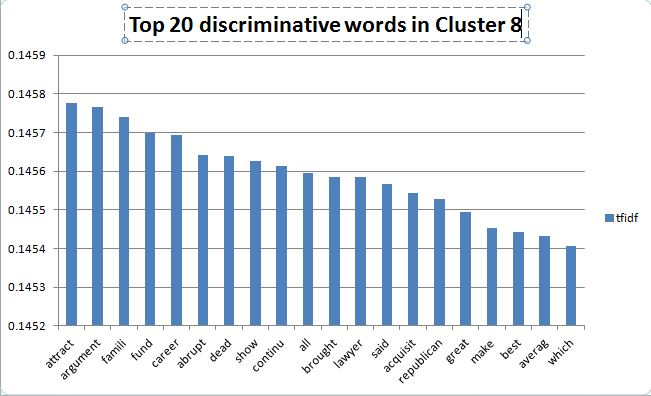 Top 20 discriminative words in Cluster 8
0.1459
0.1458
0.1457
0.1456
0.1455
0.1454
0.1453
0.1452
tfidf
attract
argument
famili
fund
career
abrupt
dead
show
continu
all
brought
lawyer
said
acquisit
republican
great
make
best
averag
which